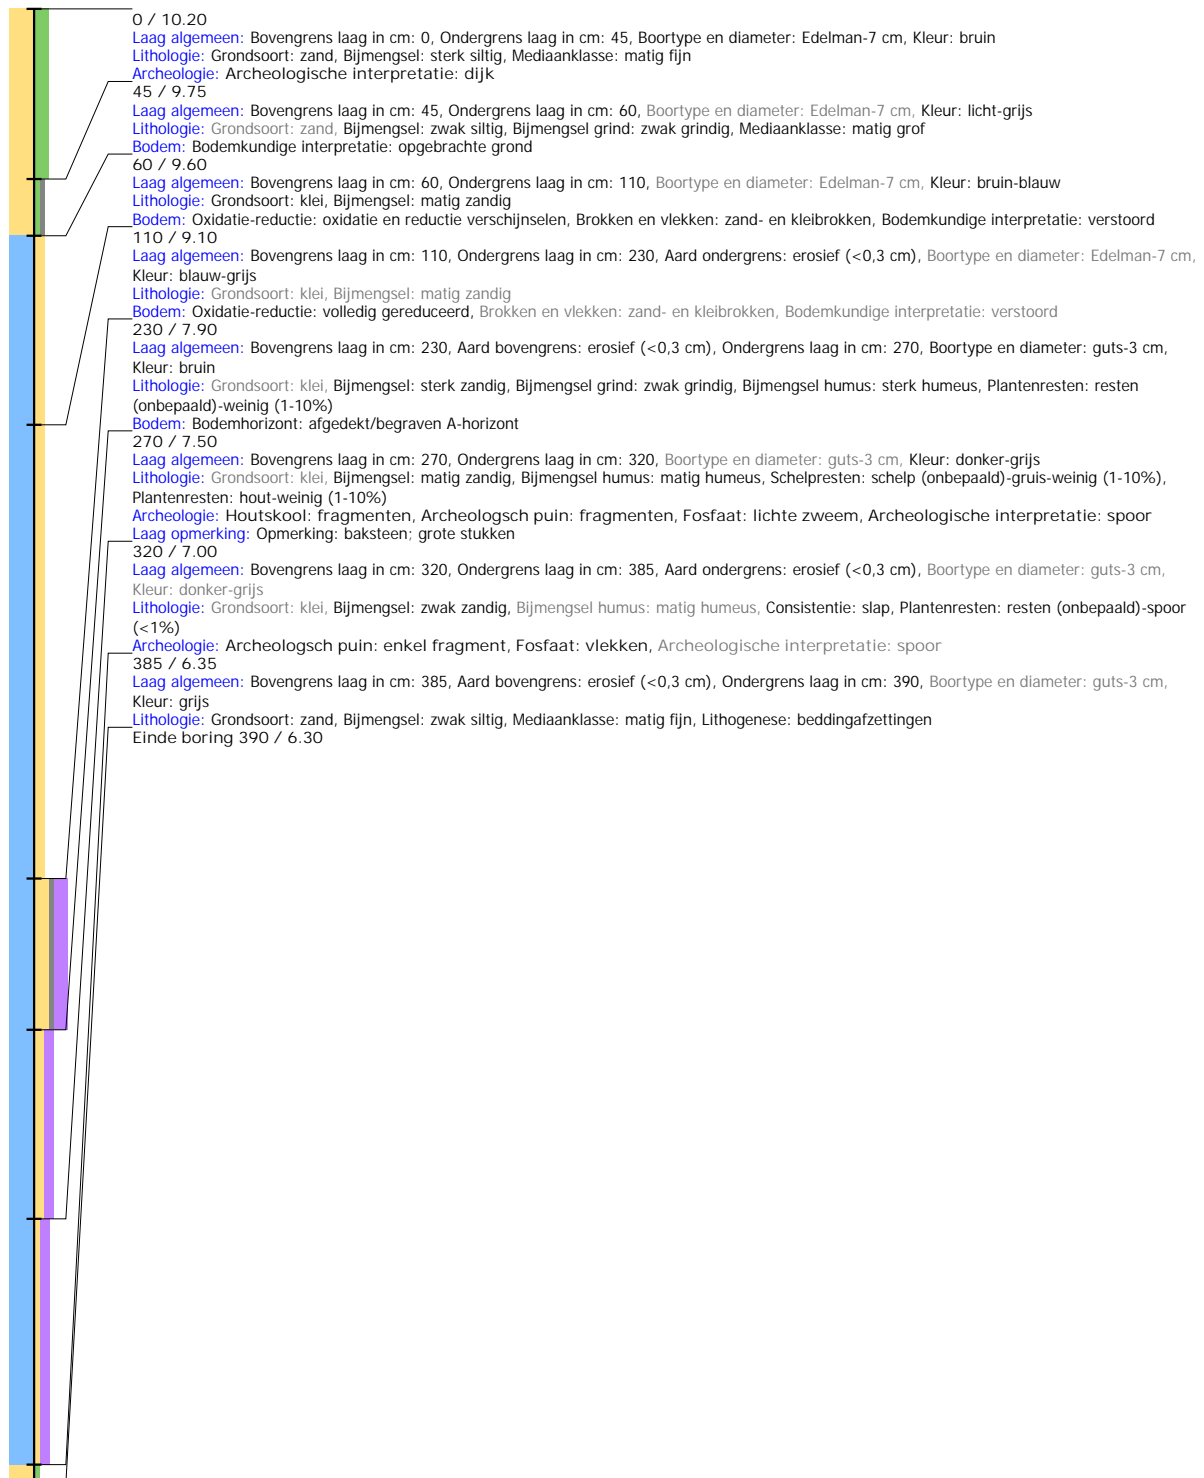 0 / 10.20
Laag algemeen: Bovengrens laag in cm: 0, Ondergrens laag in cm: 45, Boortype en diameter: Edelman-7 cm, Kleur: bruin
Lithologie: Grondsoort: zand, Bijmengsel: sterk siltig, Mediaanklasse: matig fijn
Archeologie: Archeologische interpretatie: dijk
45 / 9.75
Laag algemeen: Bovengrens laag in cm: 45, Ondergrens laag in cm: 60, Boortype en diameter: Edelman-7 cm, Kleur: licht-grijs
Lithologie: Grondsoort: zand, Bijmengsel: zwak siltig, Bijmengsel grind: zwak grindig, Mediaanklasse: matig grof
Bodem: Bodemkundige interpretatie: opgebrachte grond
60 / 9.60
Laag algemeen: Bovengrens laag in cm: 60, Ondergrens laag in cm: 110, Boortype en diameter: Edelman-7 cm, Kleur: bruin-blauw
Lithologie: Grondsoort: klei, Bijmengsel: matig zandig
Bodem: Oxidatie-reductie: oxidatie en reductie verschijnselen, Brokken en vlekken: zand- en kleibrokken, Bodemkundige interpretatie: verstoord
110 / 9.10
Laag algemeen: Bovengrens laag in cm: 110, Ondergrens laag in cm: 230, Aard ondergrens: erosief (<0,3 cm), Boortype en diameter: Edelman-7 cm,
Kleur: blauw-grijs
Lithologie: Grondsoort: klei, Bijmengsel: matig zandig
Bodem: Oxidatie-reductie: volledig gereduceerd, Brokken en vlekken: zand- en kleibrokken, Bodemkundige interpretatie: verstoord
230 / 7.90
Laag algemeen: Bovengrens laag in cm: 230, Aard bovengrens: erosief (<0,3 cm), Ondergrens laag in cm: 270, Boortype en diameter: guts-3 cm,
Kleur: bruin
Lithologie: Grondsoort: klei, Bijmengsel: sterk zandig, Bijmengsel grind: zwak grindig, Bijmengsel humus: sterk humeus, Plantenresten: resten
(onbepaald)-weinig (1-10%)
Bodem: Bodemhorizont: afgedekt/begraven A-horizont
270 / 7.50
Laag algemeen: Bovengrens laag in cm: 270, Ondergrens laag in cm: 320, Boortype en diameter: guts-3 cm, Kleur: donker-grijs
Lithologie: Grondsoort: klei, Bijmengsel: matig zandig, Bijmengsel humus: matig humeus, Schelpresten: schelp (onbepaald)-gruis-weinig (1-10%),
Plantenresten: hout-weinig (1-10%)
Archeologie: Houtskool: fragmenten, Archeologsch puin: fragmenten, Fosfaat: lichte zweem, Archeologische interpretatie: spoor
Laag opmerking: Opmerking: baksteen; grote stukken
320 / 7.00
Laag algemeen: Bovengrens laag in cm: 320, Ondergrens laag in cm: 385, Aard ondergrens: erosief (<0,3 cm), Boortype en diameter: guts-3 cm,
Kleur: donker-grijs
Lithologie: Grondsoort: klei, Bijmengsel: zwak zandig, Bijmengsel humus: matig humeus, Consistentie: slap, Plantenresten: resten (onbepaald)-spoor
(<1%)
Archeologie: Archeologsch puin: enkel fragment, Fosfaat: vlekken, Archeologische interpretatie: spoor
385 / 6.35
Laag algemeen: Bovengrens laag in cm: 385, Aard bovengrens: erosief (<0,3 cm), Ondergrens laag in cm: 390, Boortype en diameter: guts-3 cm,
Kleur: grijs
Lithologie: Grondsoort: zand, Bijmengsel: zwak siltig, Mediaanklasse: matig fijn, Lithogenese: beddingafzettingen
Einde boring 390 / 6.30